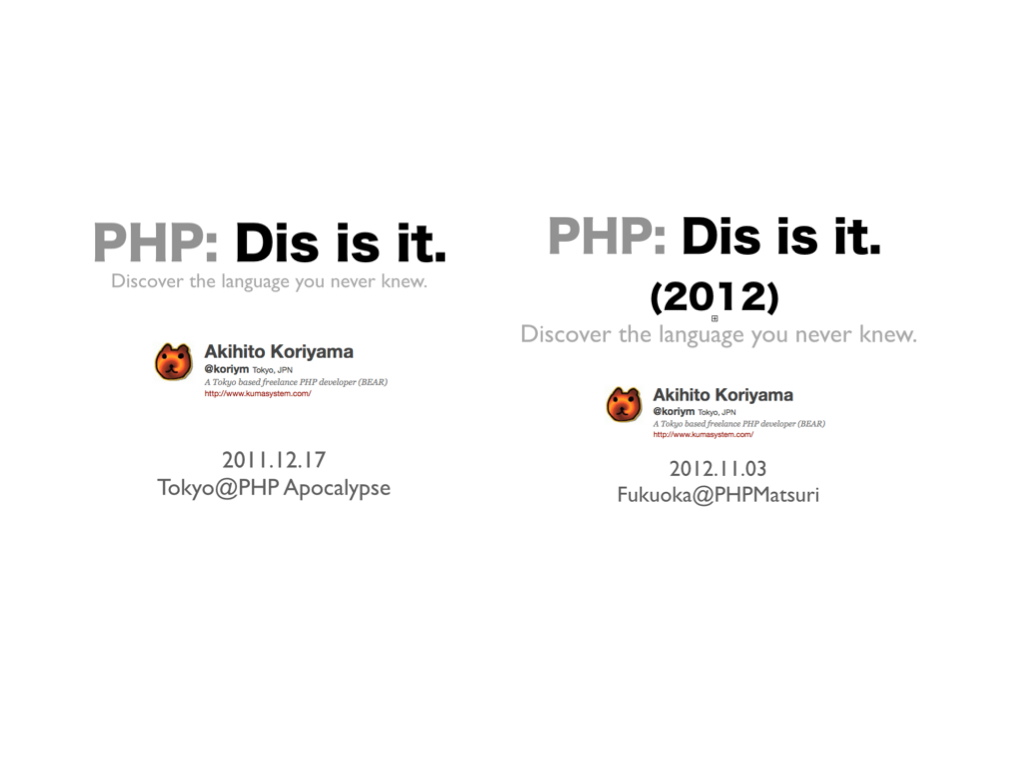 PHP: Dis is it.
Discover the language you never knew.
Akihito Koriyama
@koriym Tokyo, JPN
A Tokyo based freelance PHP developer (BEAR)
http://www.kumasystem.com/
2011.12.17
Tokyo@PHP Apocalypse
PHP: Dis is it.
(2012)
Discover the language you never knew.
Akihito Koriyama
@koriym Tokyo, JPN
A Tokyo based freelance PHP developer (BEAR)
http://www.kumasystem.com/
2012.11.03
Fukuoka@PHPMatsuri